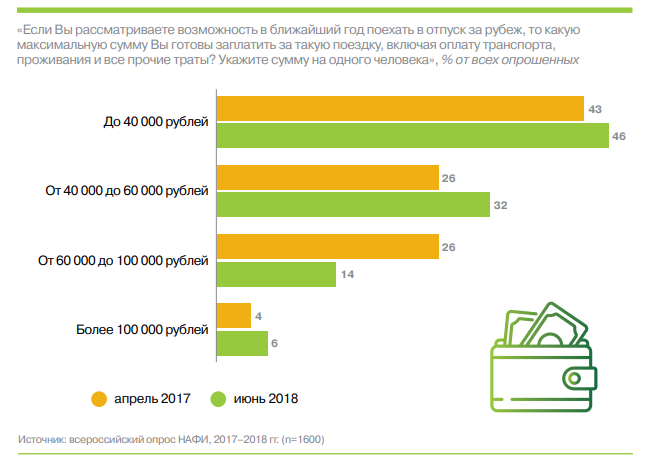 «Если Вы рассматриваете возможность в ближайший год поехать в отпуск за рубеж, то какую
максимальную сумму Вы готовы заплатить за такую поездку, включая оплату транспорта,
проживания и все прочие траты? Укажите сумму на одного человека», % от всех опрошенных
До 40 000 рублей
43
46
От 40 000 до 60 000 рублей
26
32
От 60 000 до 100 000 рублей
26
14
Более 100 000 рублей
4
6
апрель 2017
июнь 2018
Источник: всероссийский опрос НАФИ, 2017–2018 гг. (n=1600)